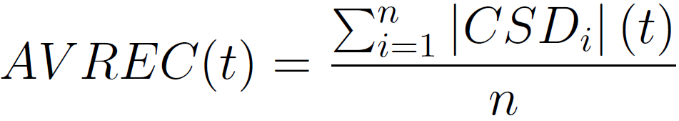 $AVREC(t) = \frac{\sum_{i=1}^{n} |CSD_i|\,(t)}{n}$